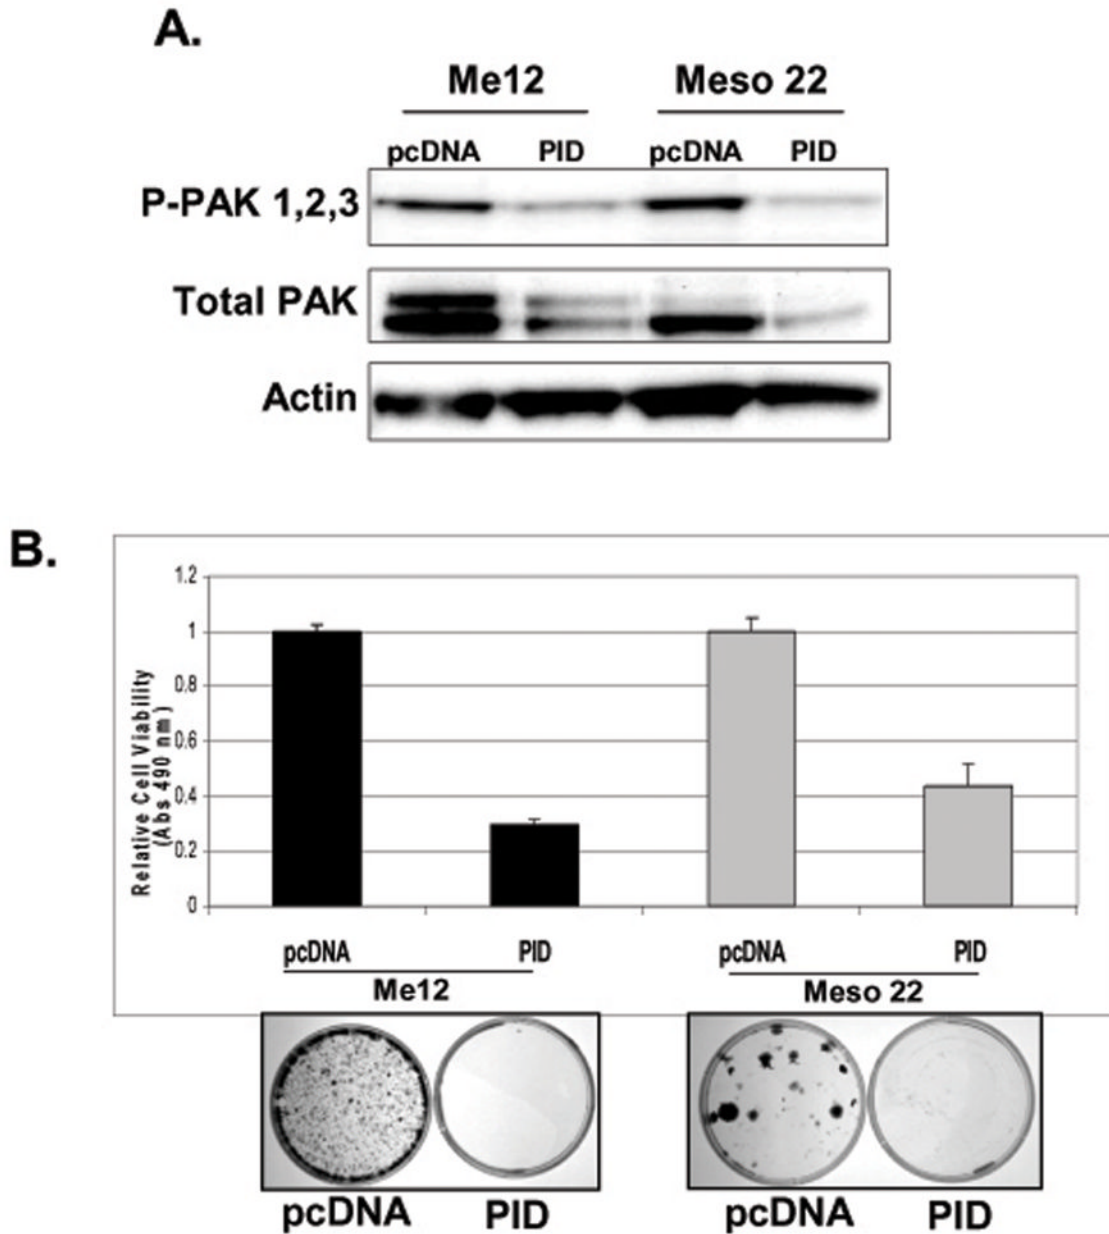 A.
Me12 Meso 22
pcDNA PID pcDNA PID
P-PAK 1,2,3
Total PAK
Actin
B.
Relative Cell Viability
(Abs 490 nm)
1.2
1
0.8
0.6
0.4
0.2
0
pcDNA PID pcDNA PID
Me12 Meso 22
pcDNA PID pcDNA PID